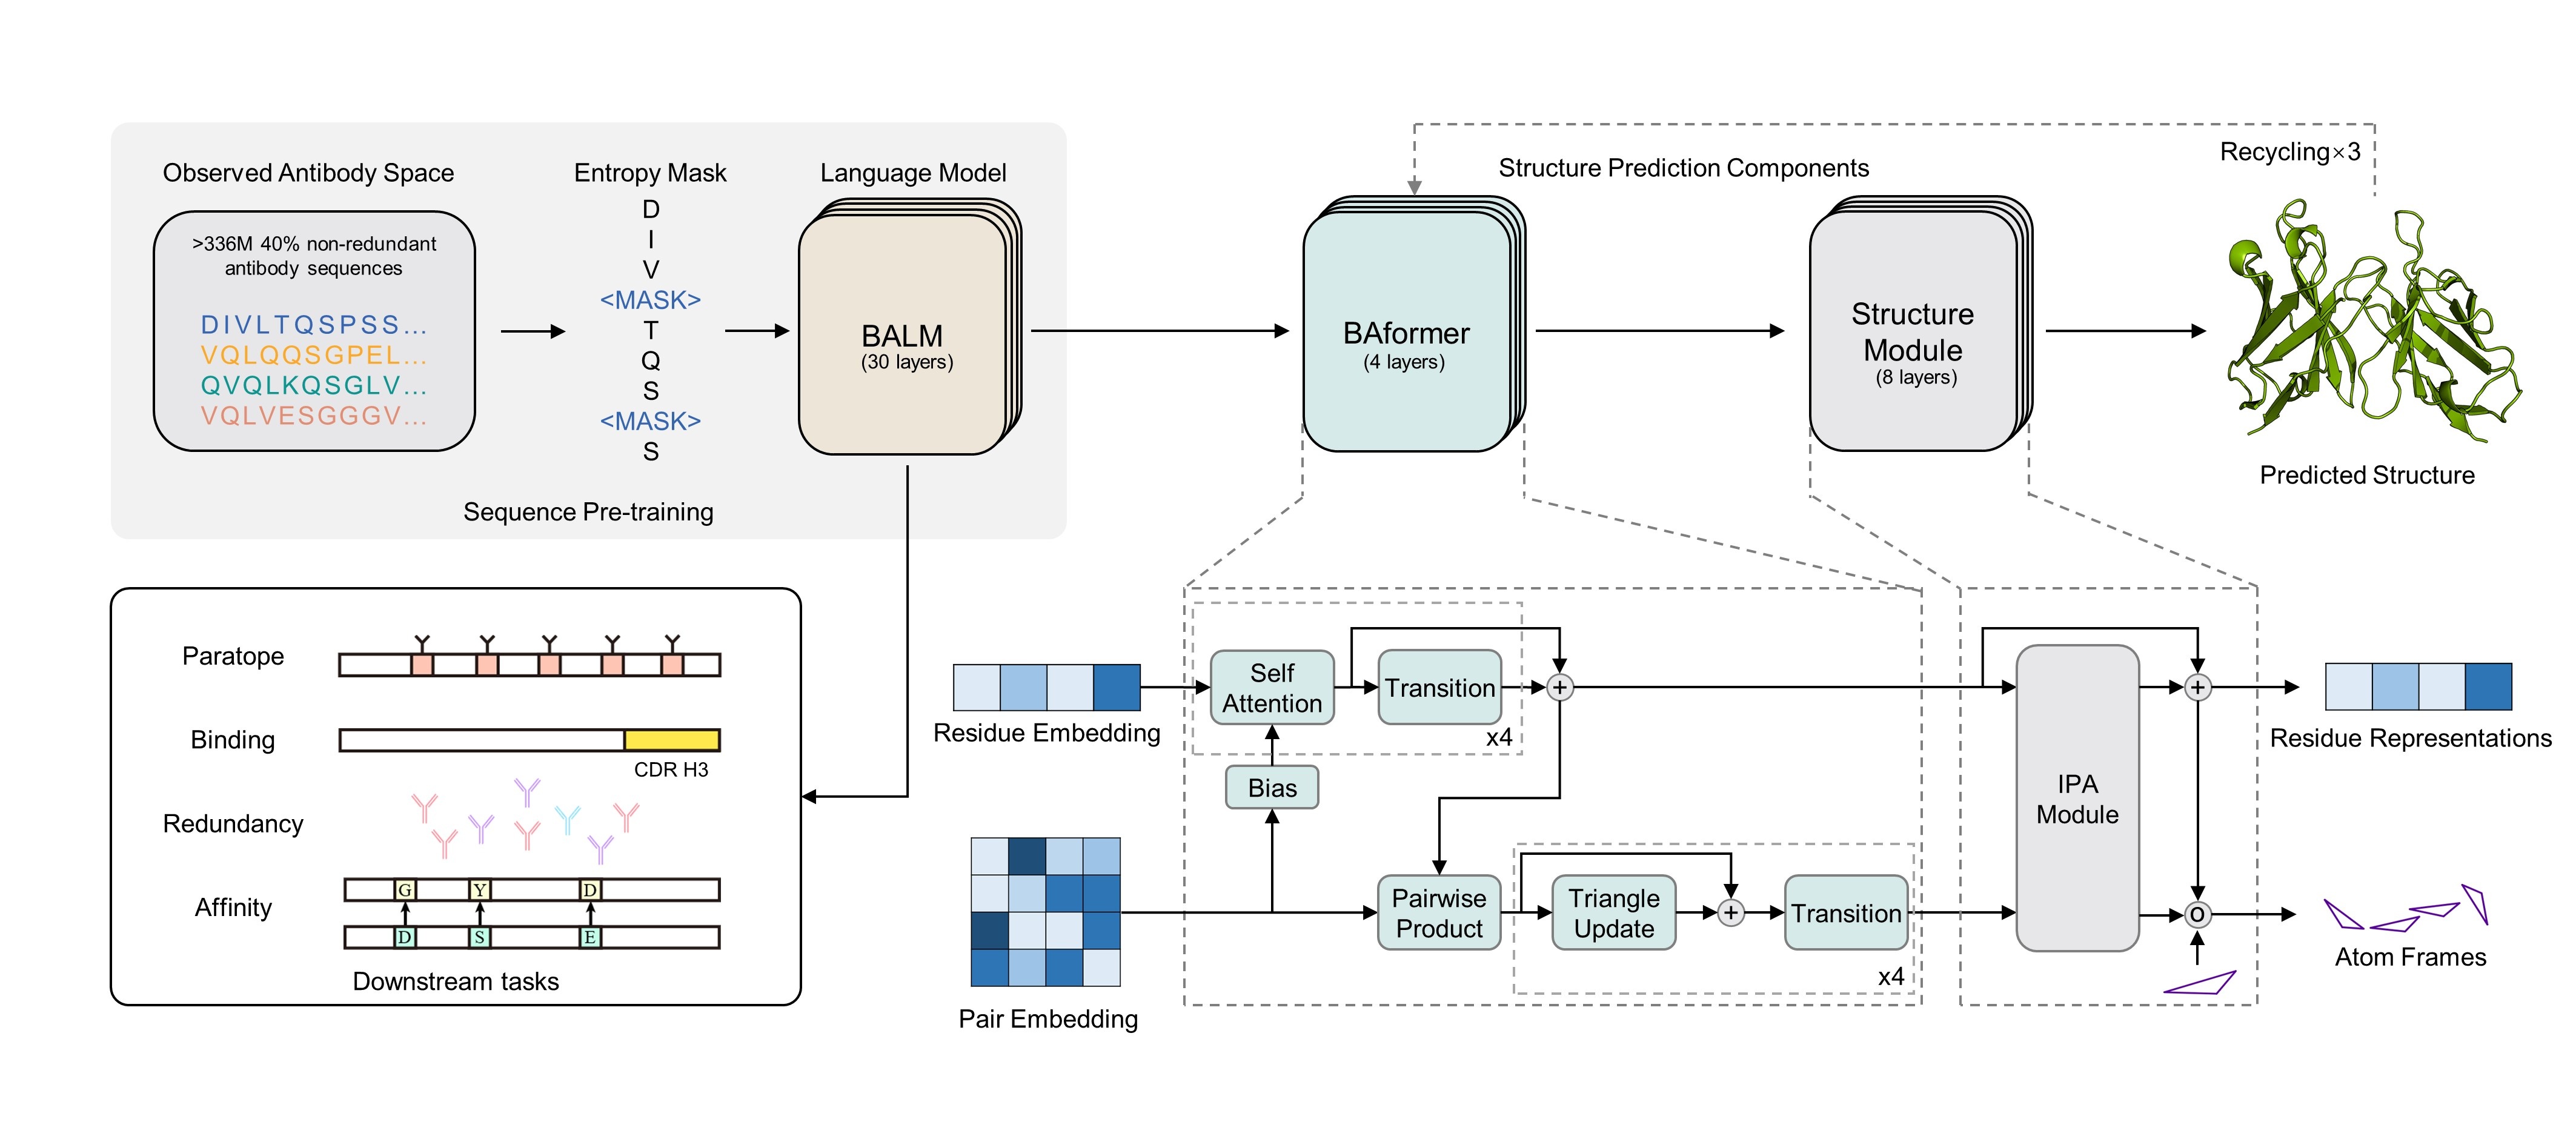 Observed Antibody Space
>336M 40% non-redundant
antibody sequences
DIVLTQSPSS...
VQLQQSGPEL...
QVQLKQSGLV...
VQLVESGGGV...
Entropy Mask
D
I
V
<MASK>
T
Q
S
<MASK>
S
Language Model
BALM
(30 layers)
Sequence Pre-training
Structure Prediction Components
Recycling×3
BAformer
(4 layers)
Structure
Module
(8 layers)
Predicted Structure
Paratope
Binding
CDR H3
Redundancy
Affinity
G Y D
D S E
Downstream tasks
Residue Embedding
Self
Attention
Transition
+
x4
Bias
Pair Embedding
Pairwise
Product
Triangle
Update
+
Transition
x4
IPA
Module
+
o
Residue Representations
Atom Frames